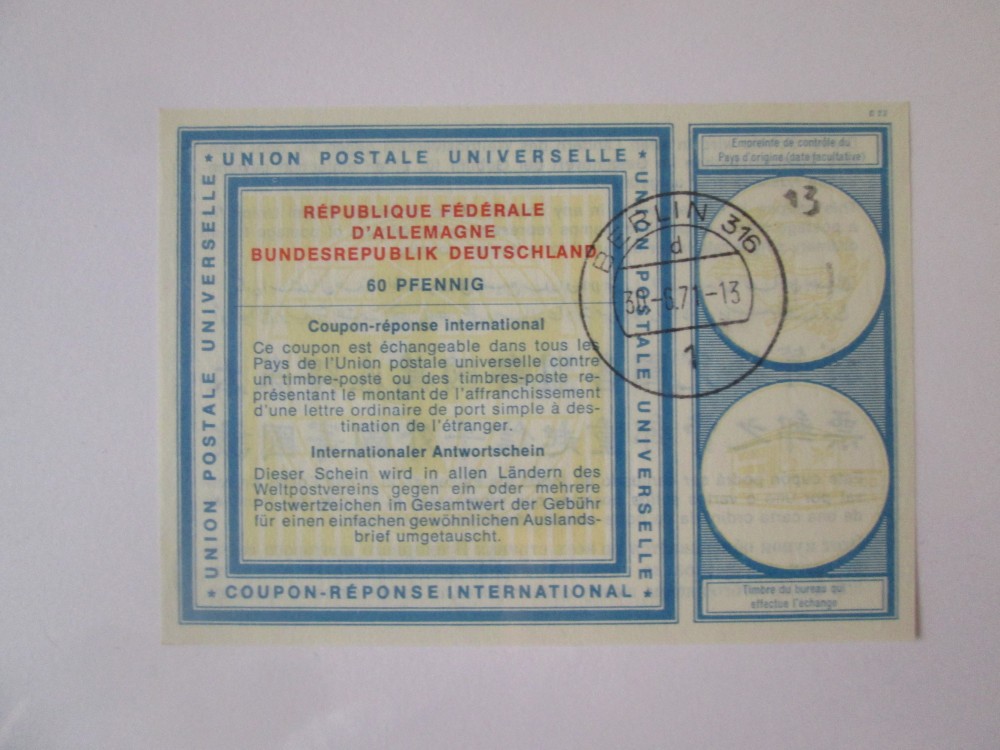 C 22
★ UNION POSTALE UNIVERSELLE ★
UNION POSTALE UNIVERSELLE
UNION POSTALE UNIVERSELLE
RÉPUBLIQUE FÉDÉRALE
D'ALLEMAGNE
BUNDESREPUBLIK DEUTSCHLAND
60 PFENNIG
Coupon-réponse international
Ce coupon est échangeable dans tous les
Pays de l'Union postale universelle contre
un timbre-poste ou des timbres-poste re-
présentant le montant de l'affranchissement
d'une lettre ordinaire de port simple à des-
tination de l'étranger.
Internationaler Antwortschein
Dieser Schein wird in allen Ländern des
Weltpostvereins gegen ein oder mehrere
Postwertzeichen im Gesamtwert der Gebühr
für einen einfachen gewöhnlichen Auslands-
brief umgetauscht.
★ COUPON-RÉPONSE INTERNATIONAL ★
Empreinte de contrôle du
Pays d'origine (date facultative)
13
BERLIN 316
d
30.-6.71-13
1
Timbre du bureau qui
effectue l'échange